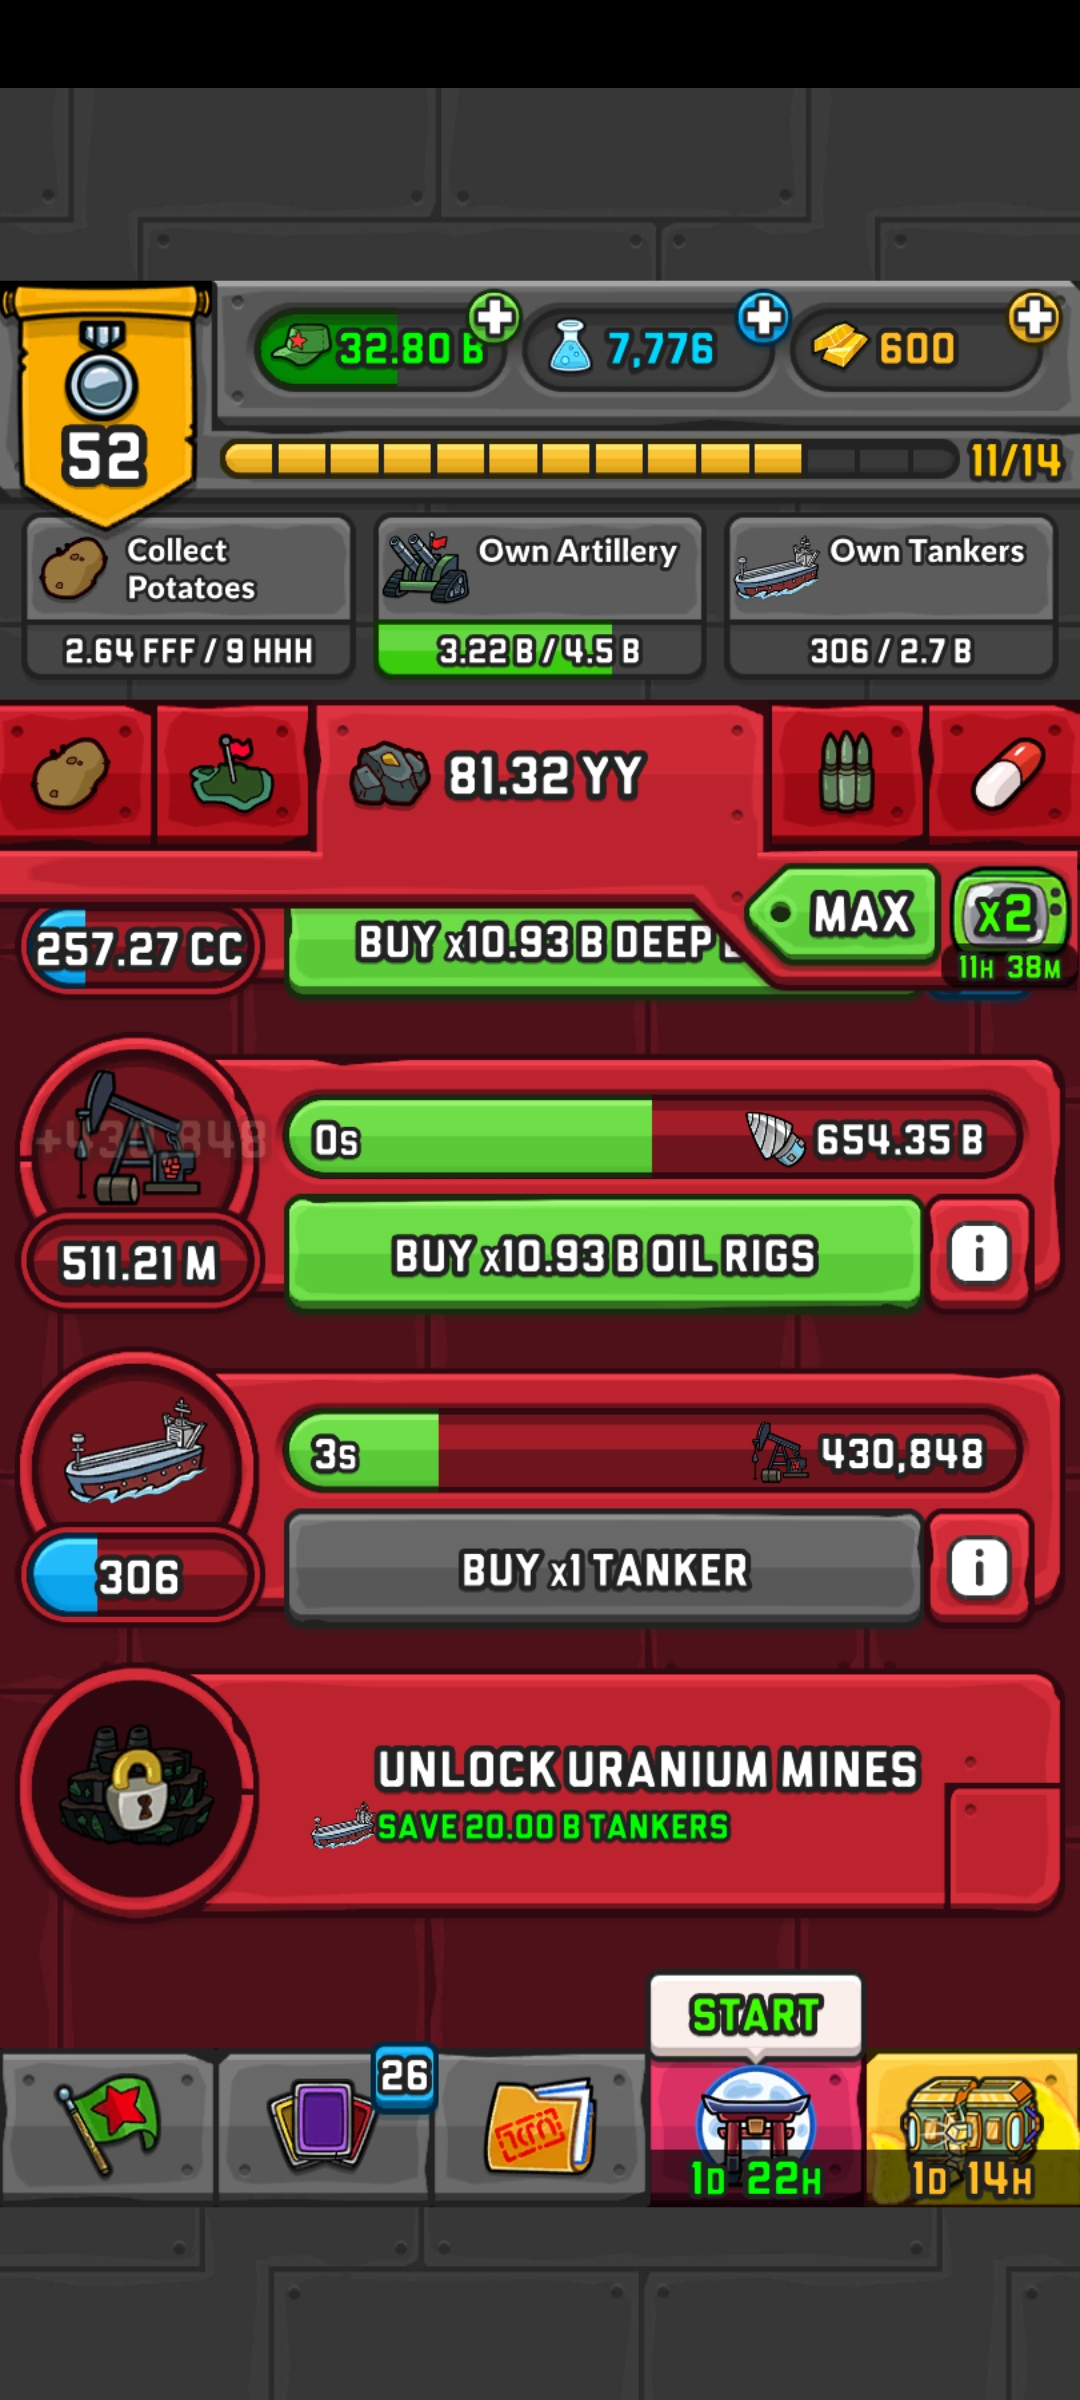 32.80 B
7,776
600
52
11/14
Collect
Potatoes
2.64 FFF / 9 HHH
Own Artillery
3.22 B / 4.5 B
Own Tankers
306 / 2.7 B
81.32 YY
MAX
x2
11H 38M
257.27 CC
BUY x10.93 B DEEP
+430,848
0s
654.35 B
511.21 M
BUY x10.93 B OIL RIGS
i
3s
430,848
306
BUY x1 TANKER
i
UNLOCK URANIUM MINES
SAVE 20.00 B TANKERS
START
26
1D 22H
1D 14H